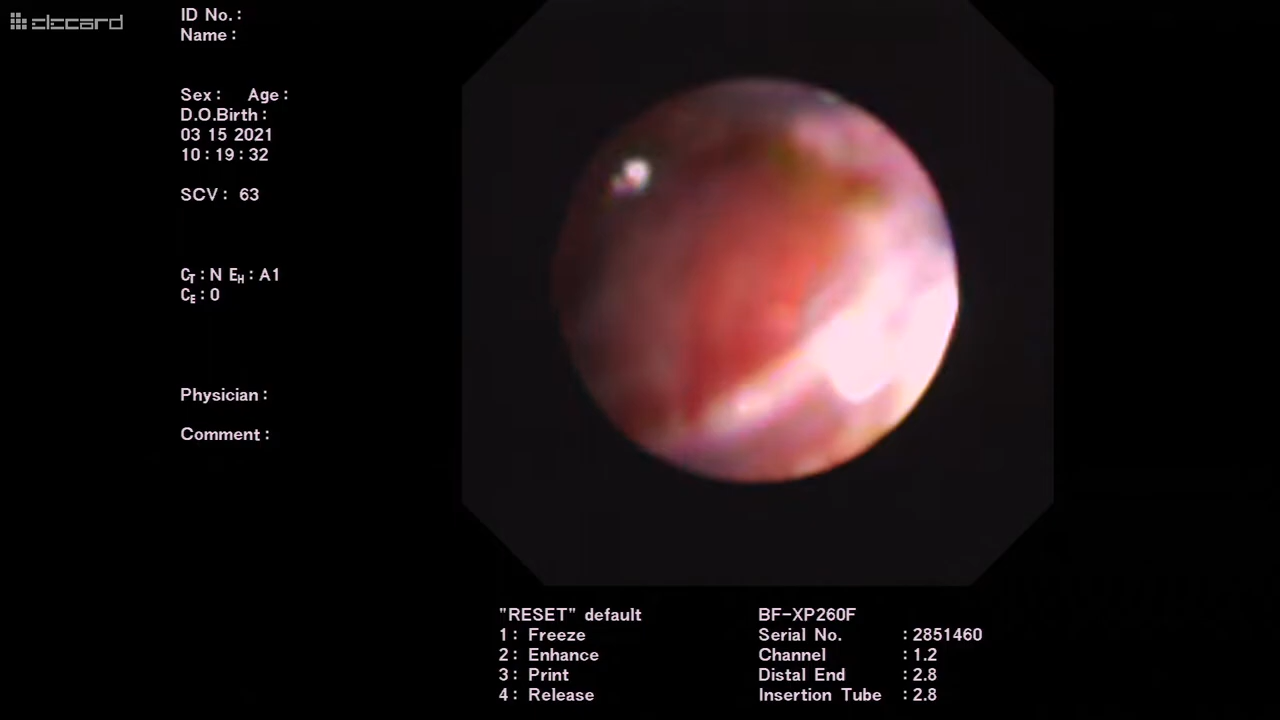 elecard
ID No. :
Name :
Sex : Age :
D.O.Birth :
03 15 2021
10 : 19 : 32
SCV : 63
CT : N EH : A1
CE : 0
Physician :
Comment :
"RESET" default
1 : Freeze
2 : Enhance
3 : Print
4 : Release
BF-XP260F
Serial No. : 2851460
Channel : 1.2
Distal End : 2.8
Insertion Tube : 2.8